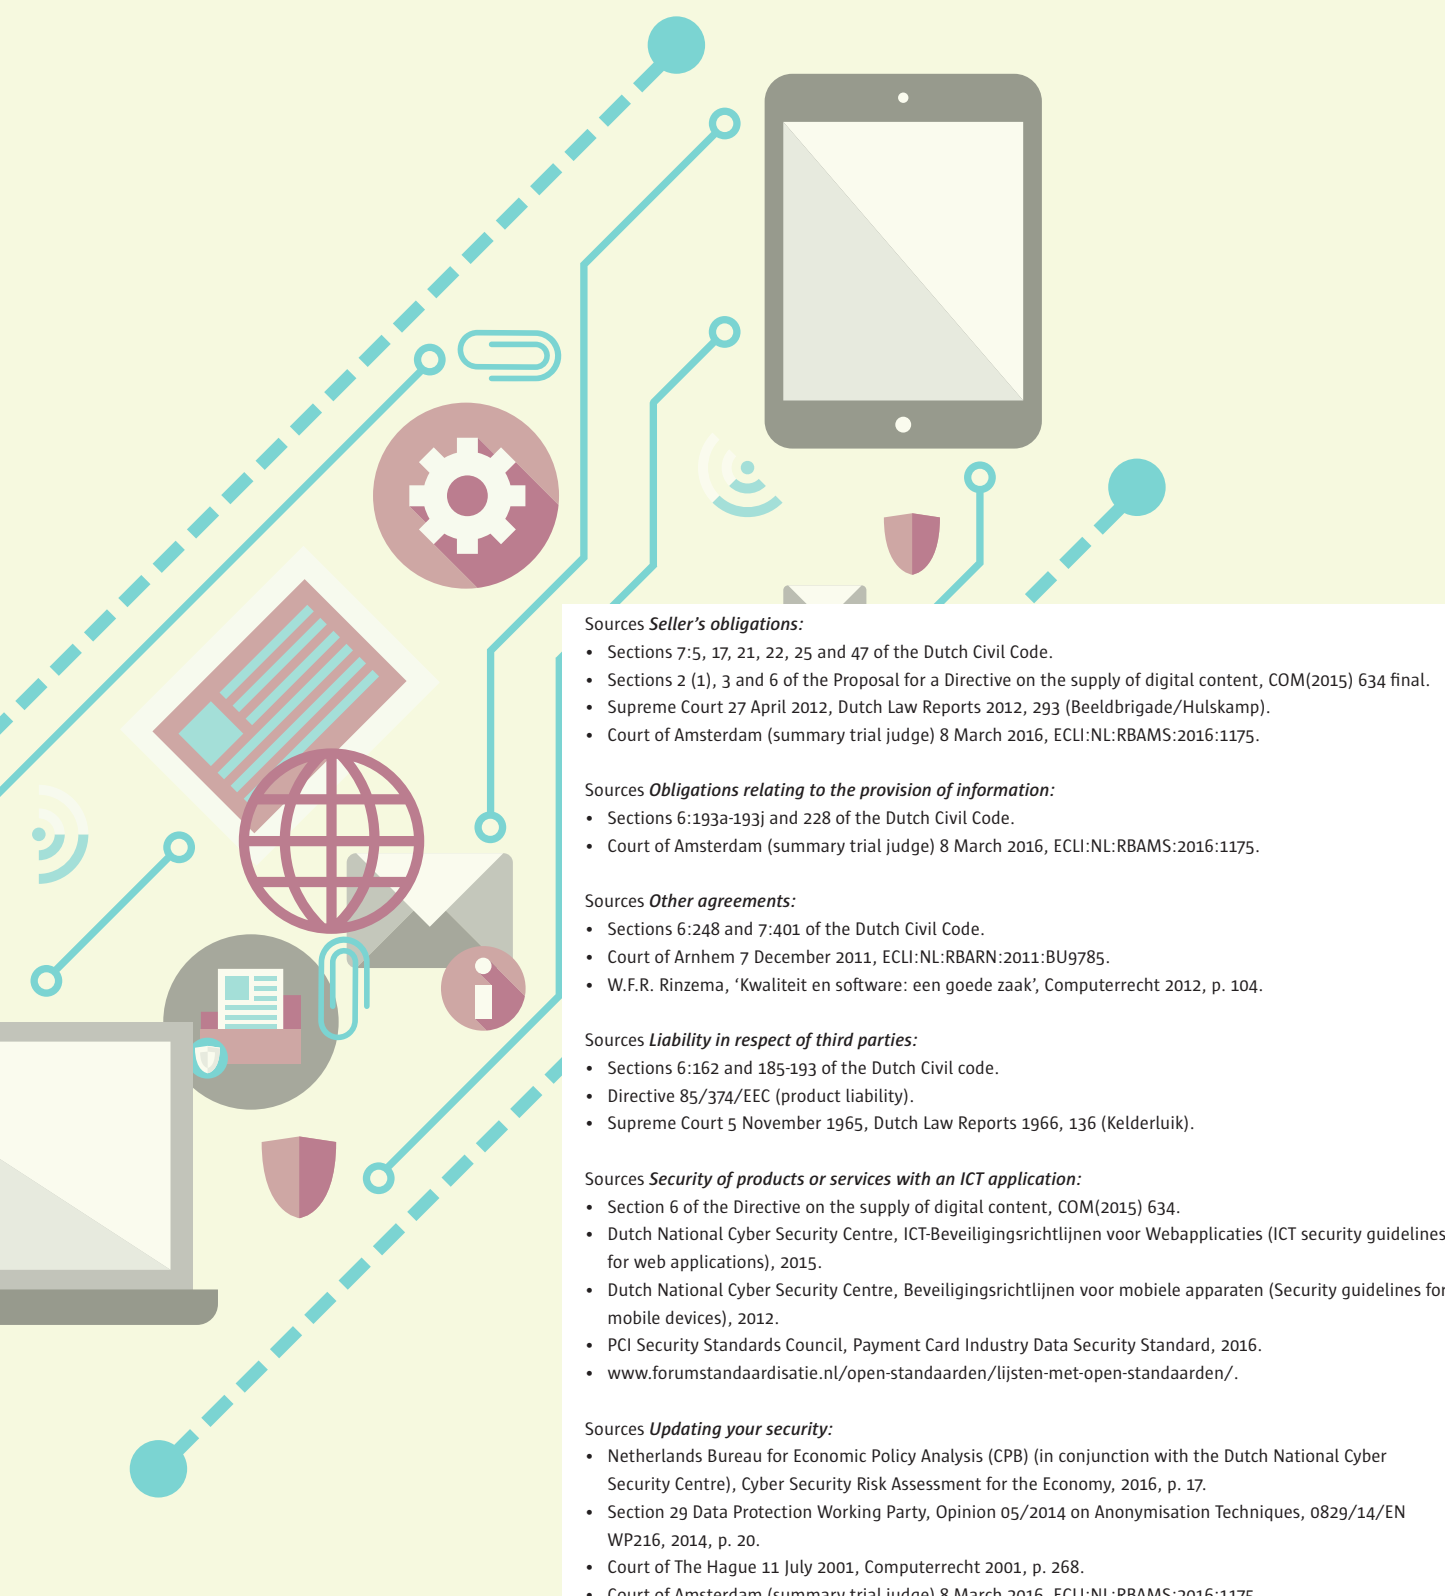 Sources Seller’s obligations:
• Sections 7:5, 17, 21, 22, 25 and 47 of the Dutch Civil Code.
• Sections 2 (1), 3 and 6 of the Proposal for a Directive on the supply of digital content, COM(2015) 634 final.
• Supreme Court 27 April 2012, Dutch Law Reports 2012, 293 (Beeldbrigade/Hulskamp).
• Court of Amsterdam (summary trial judge) 8 March 2016, ECLI:NL:RBAMS:2016:1175.
Sources Obligations relating to the provision of information:
• Sections 6:193a-193j and 228 of the Dutch Civil Code.
• Court of Amsterdam (summary trial judge) 8 March 2016, ECLI:NL:RBAMS:2016:1175.
Sources Other agreements:
• Sections 6:248 and 7:401 of the Dutch Civil Code.
• Court of Arnhem 7 December 2011, ECLI:NL:RBARN:2011:BU9785.
• W.F.R. Rinzema, ‘Kwaliteit en software: een goede zaak’, Computerrecht 2012, p. 104.
Sources Liability in respect of third parties:
• Sections 6:162 and 185-193 of the Dutch Civil code.
• Directive 85/374/EEC (product liability).
• Supreme Court 5 November 1965, Dutch Law Reports 1966, 136 (Kelderluik).
Sources Security of products or services with an ICT application:
• Section 6 of the Directive on the supply of digital content, COM(2015) 634.
• Dutch National Cyber Security Centre, ICT-Beveiligingsrichtlijnen voor Webapplicaties (ICT security guidelines
for web applications), 2015.
• Dutch National Cyber Security Centre, Beveiligingsrichtlijnen voor mobiele apparaten (Security guidelines for
mobile devices), 2012.
• PCI Security Standards Council, Payment Card Industry Data Security Standard, 2016.
• www.forumstandaardisatie.nl/open-standaarden/lijsten-met-open-standaarden/.
Sources Updating your security:
• Netherlands Bureau for Economic Policy Analysis (CPB) (in conjunction with the Dutch National Cyber
Security Centre), Cyber Security Risk Assessment for the Economy, 2016, p. 17.
• Section 29 Data Protection Working Party, Opinion 05/2014 on Anonymisation Techniques, 0829/14/EN
WP216, 2014, p. 20.
• Court of The Hague 11 July 2001, Computerrecht 2001, p. 268.
• Court of Amsterdam (summary trial judge) 8 March 2016, ECLI:NL:RBAMS:2016:1175.